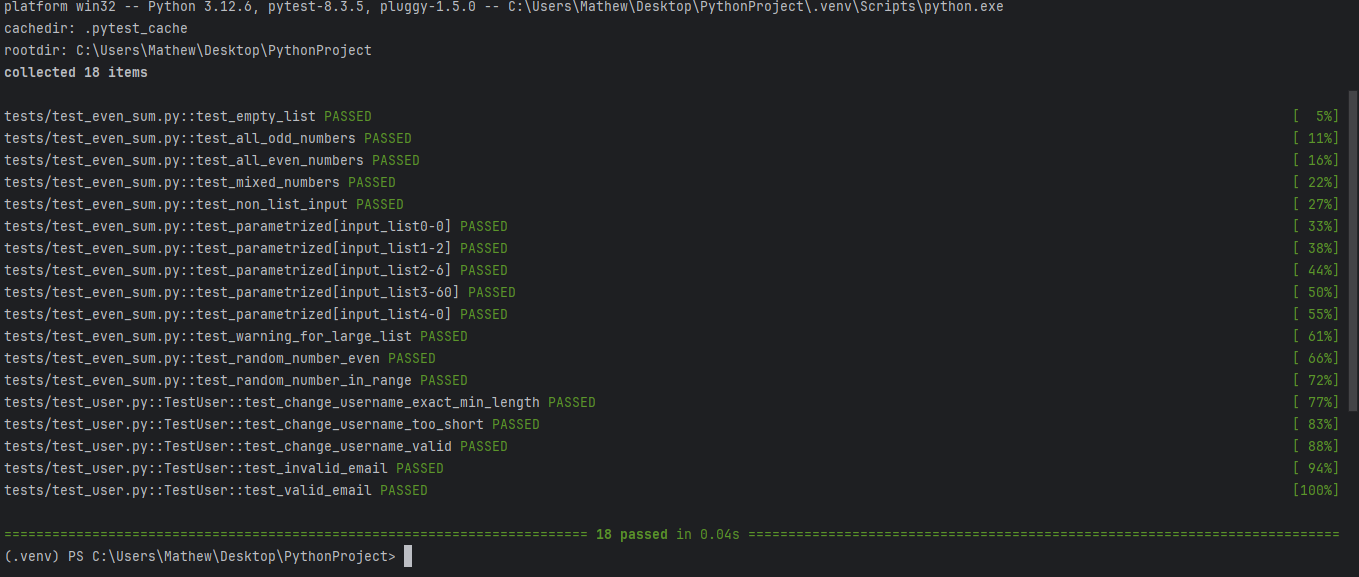 platform win32 -- Python 3.12.6, pytest-8.3.5, pluggy-1.5.0 -- C:\Users\Mathew\Desktop\PythonProject\.venv\Scripts\python.exe
cachedir: .pytest_cache
rootdir: C:\Users\Mathew\Desktop\PythonProject
collected 18 items
tests/test_even_sum.py::test_empty_list PASSED [  5%]
tests/test_even_sum.py::test_all_odd_numbers PASSED [ 11%]
tests/test_even_sum.py::test_all_even_numbers PASSED [ 16%]
tests/test_even_sum.py::test_mixed_numbers PASSED [ 22%]
tests/test_even_sum.py::test_non_list_input PASSED [ 27%]
tests/test_even_sum.py::test_parametrized[input_list0-0] PASSED [ 33%]
tests/test_even_sum.py::test_parametrized[input_list1-2] PASSED [ 38%]
tests/test_even_sum.py::test_parametrized[input_list2-6] PASSED [ 44%]
tests/test_even_sum.py::test_parametrized[input_list3-60] PASSED [ 50%]
tests/test_even_sum.py::test_parametrized[input_list4-0] PASSED [ 55%]
tests/test_even_sum.py::test_warning_for_large_list PASSED [ 61%]
tests/test_even_sum.py::test_random_number_even PASSED [ 66%]
tests/test_even_sum.py::test_random_number_in_range PASSED [ 72%]
tests/test_user.py::TestUser::test_change_username_exact_min_length PASSED [ 77%]
tests/test_user.py::TestUser::test_change_username_too_short PASSED [ 83%]
tests/test_user.py::TestUser::test_change_username_valid PASSED [ 88%]
tests/test_user.py::TestUser::test_invalid_email PASSED [ 94%]
tests/test_user.py::TestUser::test_valid_email PASSED [100%]
========================================================================= 18 passed in 0.04s ==========================================================================
(.venv) PS C:\Users\Mathew\Desktop\PythonProject>